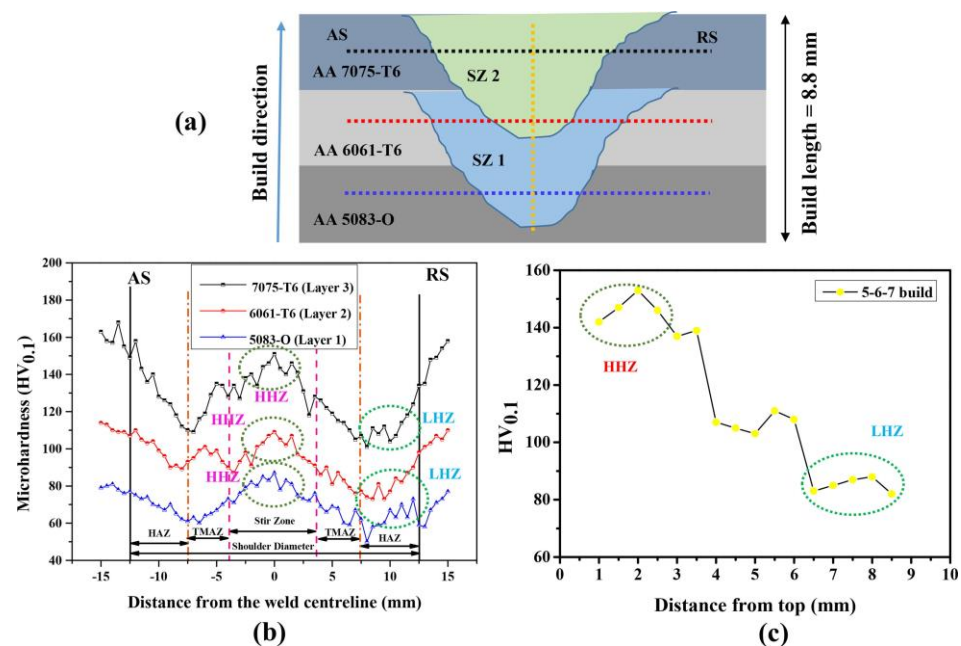 (a)
Build direction
AS
RS
AA 7075-T6
SZ 2
AA 6061-T6
SZ 1
AA 5083-O
Build length = 8.8 mm
AS
RS
Microhardness (HV0.1)
200
180
160
140
120
100
80
60
40
7075-T6 (Layer 3)
6061-T6 (Layer 2)
5083-O (Layer 1)
HHZ
HHZ
HHZ
LHZ
LHZ
HAZ
TMAZ
Stir Zone
TMAZ
HAZ
Shoulder Diameter
-15
-10
-5
0
5
10
15
Distance from the weld centreline (mm)
(b)
HV0.1
160
140
120
100
80
60
5-6-7 build
HHZ
LHZ
0
1
2
3
4
5
6
7
8
9
10
Distance from top (mm)
(c)